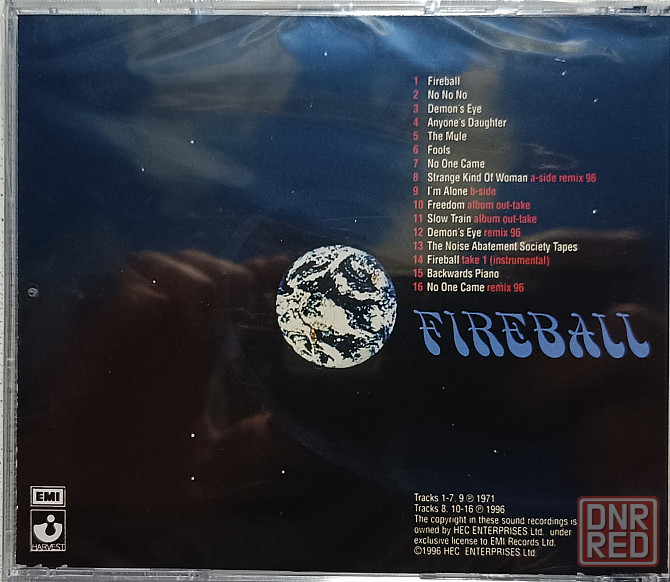 1 Fireball
2 No No No
3 Demon's Eye
4 Anyone's Daughter
5 The Mule
6 Fools
7 No One Came
8 Strange Kind Of Woman a-side remix 96
9 I'm Alone b-side
10 Freedom album out-take
11 Slow Train album out-take
12 Demon's Eye remix 96
13 The Noise Abatement Society Tapes
14 Fireball take 1 (instrumental)
15 Backwards Piano
16 No One Came remix 96
FIREBALL
EMI
HARVEST
Tracks 1-7, 9 ℗ 1971
Tracks 8, 10-16 ℗ 1996
The copyright in these sound recordings is
owned by HEC ENTERPRISES Ltd. under
exclusive license to EMI Records Ltd.
©1996 HEC ENTERPRISES Ltd.
DNR
RED